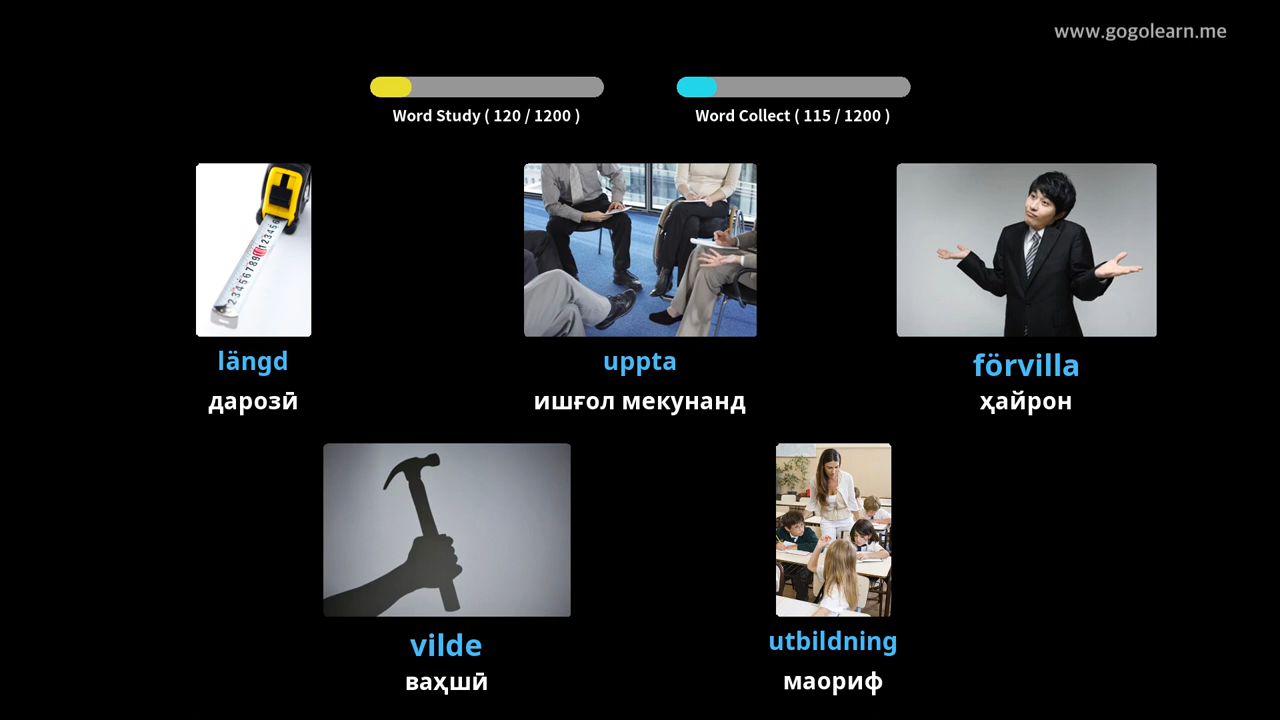 www.gogolearn.me
Word Study ( 120 / 1200 )
Word Collect ( 115 / 1200 )
längd
дарозӣ
uppta
ишғол мекунанд
förvilla
ҳайрон
vilde
ваҳшӣ
utbildning
маориф